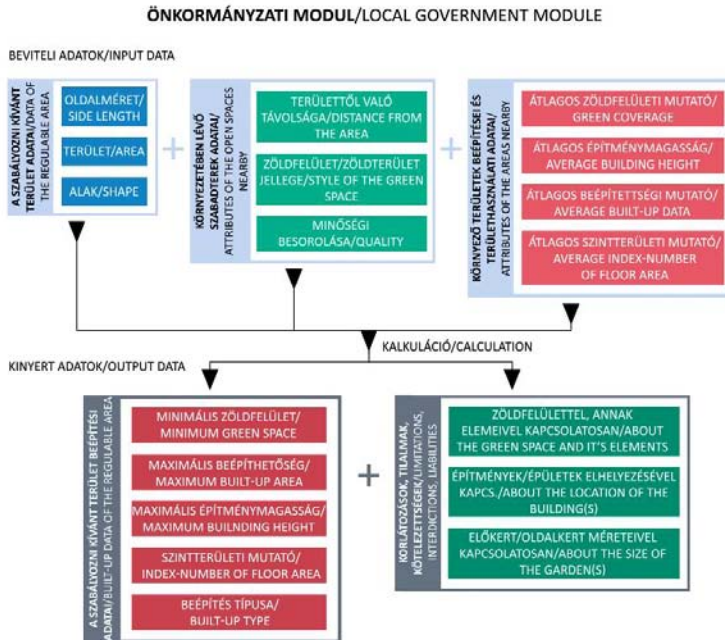 ÖNKORMÁNYZATI MODUL/LOCAL GOVERNMENT MODULE
BEVITELI ADATOK/INPUT DATA
A SZABÁLYOZNI KÍVÁNT
TERÜLET ADATAI/DATA OF
THE REGULABLE AREA
OLDALMÉRET/
SIDE LENGTH
TERÜLET/AREA
ALAK/SHAPE
+
KÖRNYEZETÉBEN LÉVŐ
SZABADTEREK ADATAI/
ATTRIBUTES OF THE OPEN SPACES
NEARBY
TERÜLETTŐL VALÓ
TÁVOLSÁGA/DISTANCE FROM
THE AREA
ZÖLDFELÜLET/ZÖLDTERÜLET
JELLEGE/STYLE OF THE GREEN
SPACE
MINŐSÉGI
BESOROLÁSA/QUALITY
+
KÖRNYEZŐ TERÜLETEK BEÉPÍTÉSEI ÉS
TERÜLETHASZNÁLATI ADATAI/
ATTRIBUTES OF THE AREAS NEARBY
ÁTLAGOS ZÖLDFELÜLETI MUTATÓ/
GREEN COVERAGE
ÁTLAGOS ÉPÍTMÉNYMAGASSÁG/
AVERAGE BUILDING HEIGHT
ÁTLAGOS BEÉPÍTETTSÉGI MUTATÓ/
AVERAGE BUILT-UP DATA
ÁTLAGOS SZINTTERÜLETI MUTATÓ/
AVERAGE INDEX-NUMBER
OF FLOOR AREA
KALKULÁCIÓ/CALCULATION
KINYERT ADATOK/OUTPUT DATA
A SZABÁLYOZNI KÍVÁNT TERÜLET BEÉPÍTÉSI
ADATAI/BUILT-UP DATA OF THE REGULABLE AREA
MINIMÁLIS ZÖLDFELÜLET/
MINIMUM GREEN SPACE
MAXIMÁLIS BEÉPÍTHETŐSÉG/
MAXIMUM BUILT-UP AREA
MAXIMÁLIS ÉPÍTMÉNYMAGASSÁG/
MAXIMUM BUILNDING HEIGHT
SZINTTERÜLETI MUTATÓ/
INDEX-NUMBER OF FLOOR AREA
BEÉPÍTÉS TÍPUSA/
BUILT-UP TYPE
+
KORLÁTOZÁSOK, TILALMAK,
KÖTELEZETTSÉGEK/LIMITATIONS,
INTERDICTIONS, LIABILITIES
ZÖLDFELÜLETTEL, ANNAK
ELEMEIVEL KAPCSOLATOSAN/ABOUT
THE GREEN SPACE AND IT'S ELEMENTS
ÉPÍTMÉNYEK/ÉPÜLETEK ELHELYEZÉSÉVEL
KAPCS./ABOUT THE LOCATION OF THE
BUILDING(S)
ELŐKERT/OLDALKERT MÉRETEIVEL
KAPCSOLATOSAN/ABOUT THE SIZE OF
THE GARDEN(S)